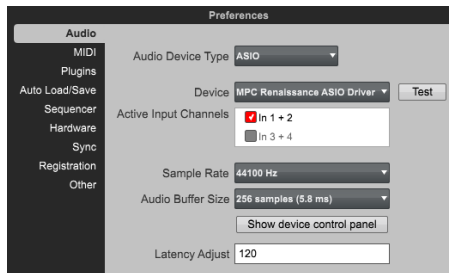 Preferences
Audio
MIDI
Plugins
Auto Load/Save
Sequencer
Hardware
Sync
Registration
Other
Audio Device Type ASIO
Device MPC Renaissance ASIO Driver Test
Active Input Channels
In 1 + 2
In 3 + 4
Sample Rate 44100 Hz
Audio Buffer Size 256 samples (5.8 ms)
Show device control panel
Latency Adjust 120